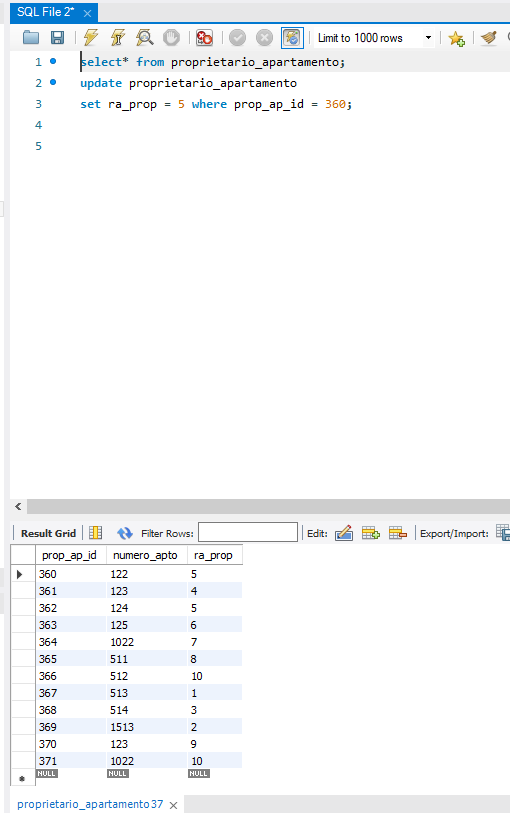 SQL File 2*
Limit to 1000 rows
1 select* from proprietario_apartamento;
2 update proprietario_apartamento
3 set ra_prop = 5 where prop_ap_id = 360;
4
5
Result Grid Filter Rows: Edit: Export/Import:
prop_ap_id numero_apto ra_prop
360 122 5
361 123 4
362 124 5
363 125 6
364 1022 7
365 511 8
366 512 10
367 513 1
368 514 3
369 1513 2
370 123 9
371 1022 10
NULL NULL NULL
proprietario_apartamento37